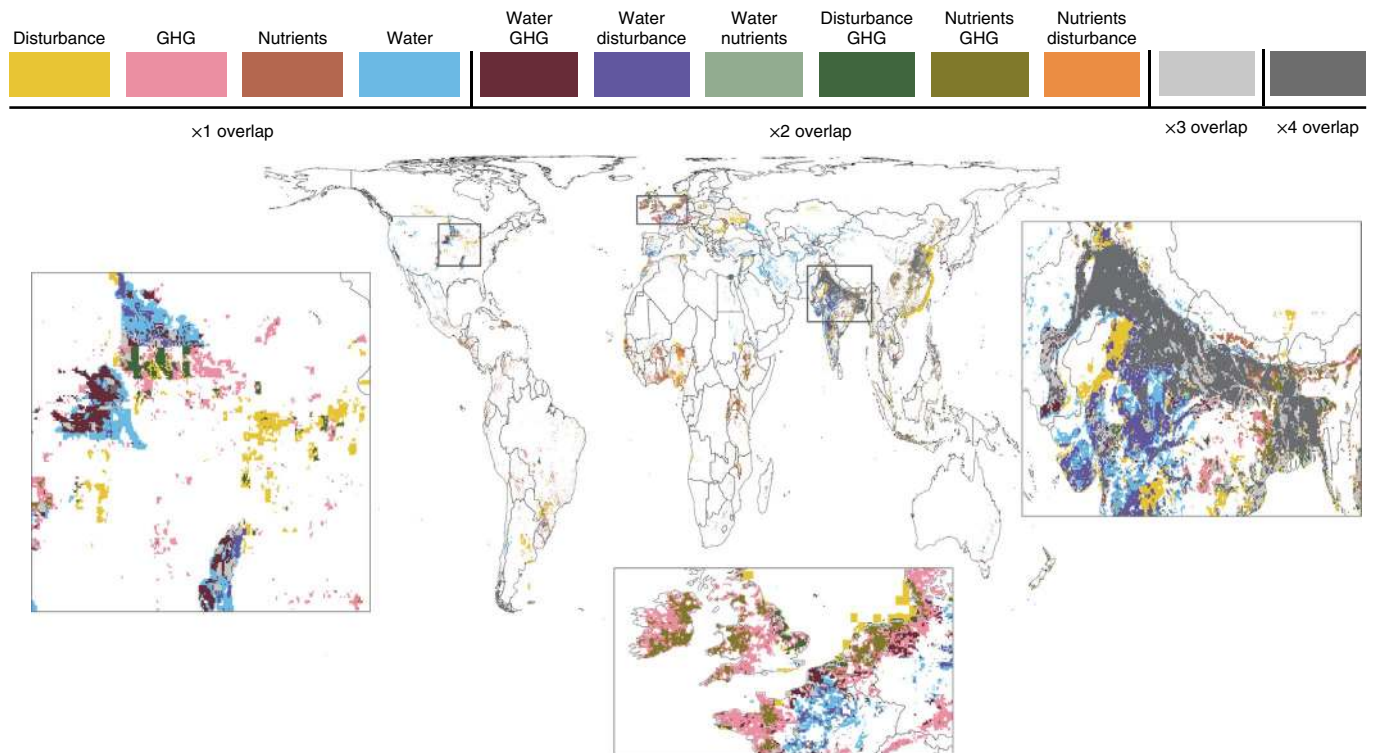 Disturbance
GHG
Nutrients
Water
Water
GHG
Water
disturbance
Water
nutrients
Disturbance
GHG
Nutrients
GHG
Nutrients
disturbance
×1 overlap
×2 overlap
×3 overlap
×4 overlap